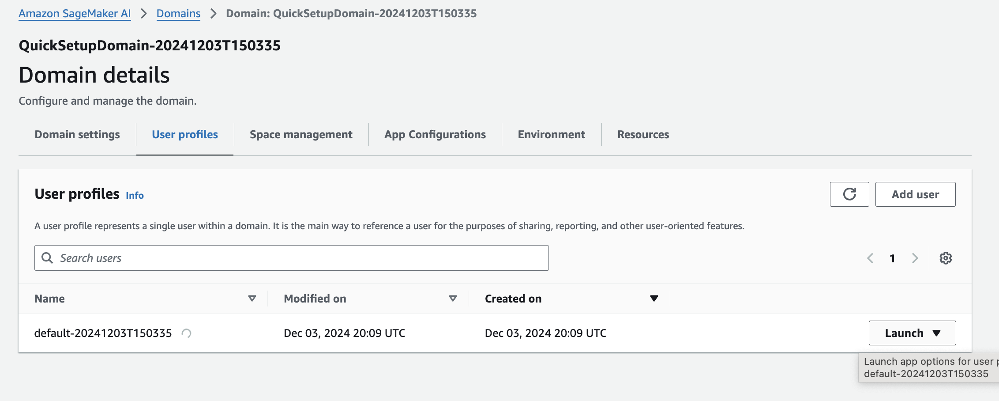 Amazon SageMaker AI > Domains > Domain: QuickSetupDomain-20241203T150335
QuickSetupDomain-20241203T150335
Domain details
Configure and manage the domain.
Domain settings User profiles Space management App Configurations Environment Resources
User profiles Info
Add user
A user profile represents a single user within a domain. It is the main way to reference a user for the purposes of sharing, reporting, and other user-oriented features.
Search users
1
Name Modified on Created on
default-20241203T150335 Dec 03, 2024 20:09 UTC Dec 03, 2024 20:09 UTC Launch
Launch app options for user
default-20241203T150335